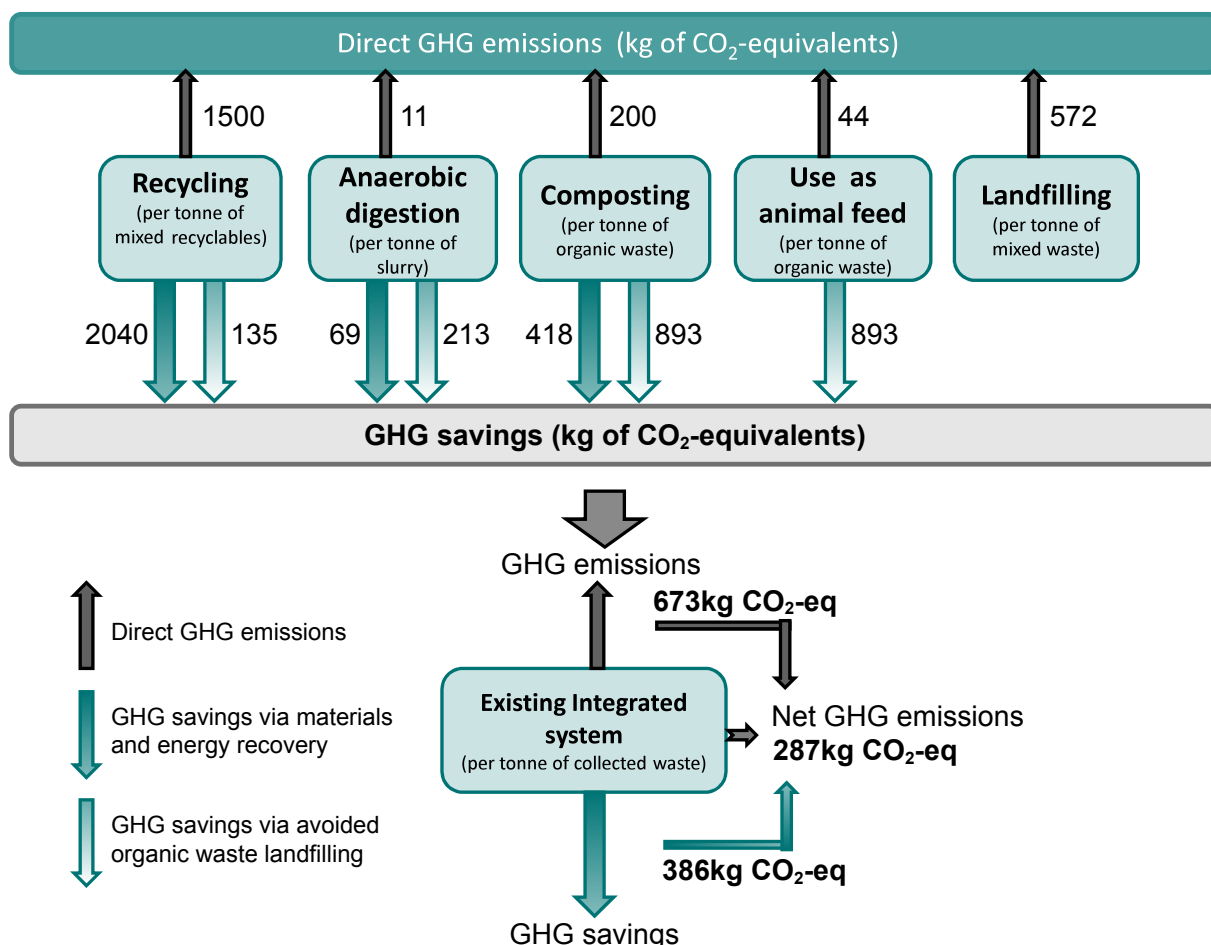 Direct GHG emissions (kg of CO₂-equivalents)
1500
11
200
44
572
Recycling
(per tonne of
mixed recyclables)
Anaerobic
digestion
(per tonne of
slurry)
Composting
(per tonne of
organic waste)
Use as
animal feed
(per tonne of
organic waste)
Landfilling
(per tonne of
mixed waste)
2040
135
69
213
418
893
893
GHG savings (kg of CO₂-equivalents)
GHG emissions
673kg CO₂-eq
Direct GHG emissions
GHG savings via materials
and energy recovery
GHG savings via avoided
organic waste landfilling
Existing Integrated
system
(per tonne of collected waste)
Net GHG emissions
287kg CO₂-eq
386kg CO₂-eq
GHG savings